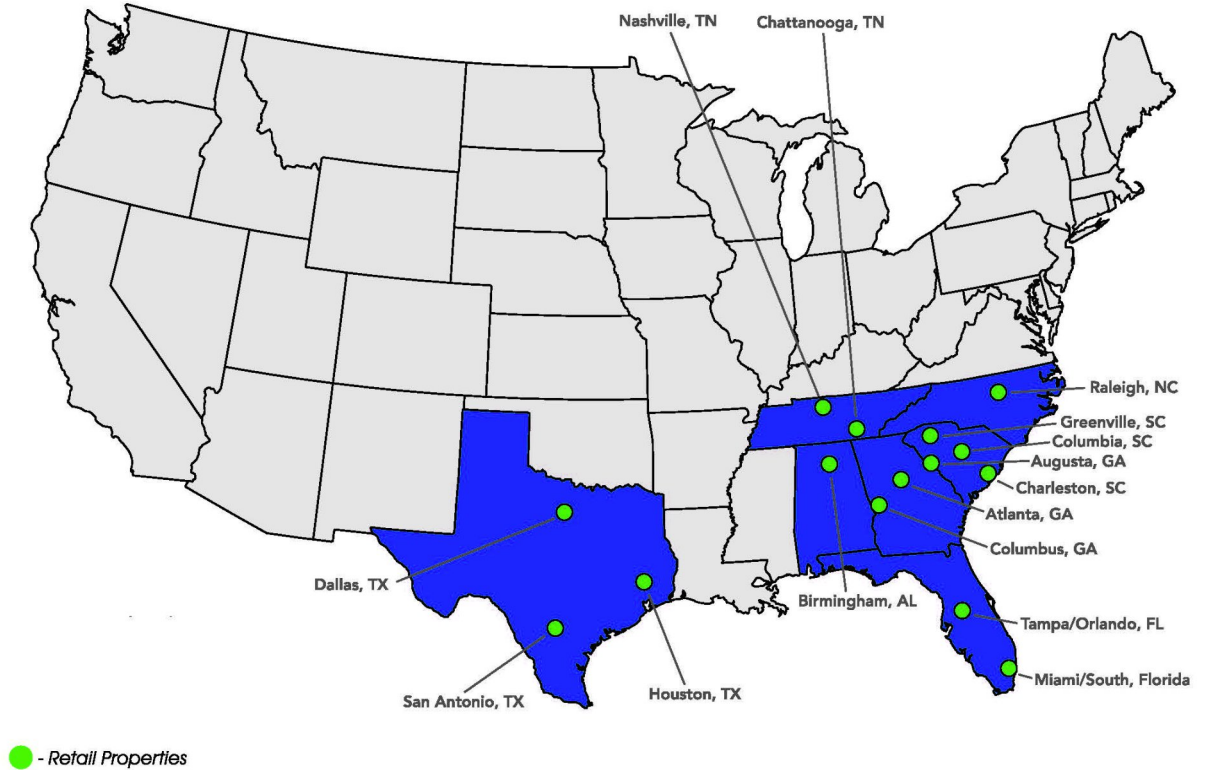 Nashville, TN
Chattanooga, TN
Raleigh, NC
Greenville, SC
Columbia, SC
Augusta, GA
Charleston, SC
Atlanta, GA
Columbus, GA
Dallas, TX
Birmingham, AL
Tampa/Orlando, FL
Miami/South, Florida
San Antonio, TX
Houston, TX
- Retail Properties